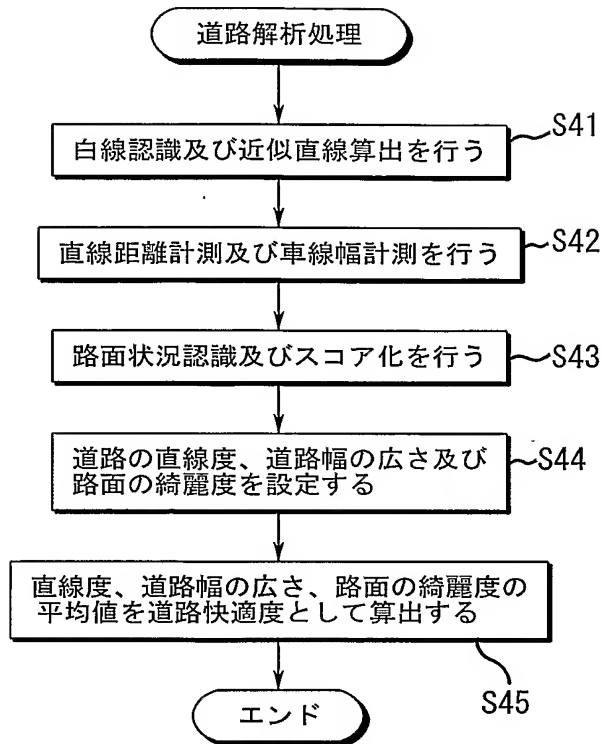 道路解析処理
白線認識及び近似直線算出を行う
S41
直線距離計測及び車線幅計測を行う
S42
路面状況認識及びスコア化を行う
S43
道路の直線度、道路幅の広さ及び
路面の綺麗度を設定する
S44
直線度、道路幅の広さ、路面の綺麗度の
平均値を道路快適度として算出する
S45
エンド